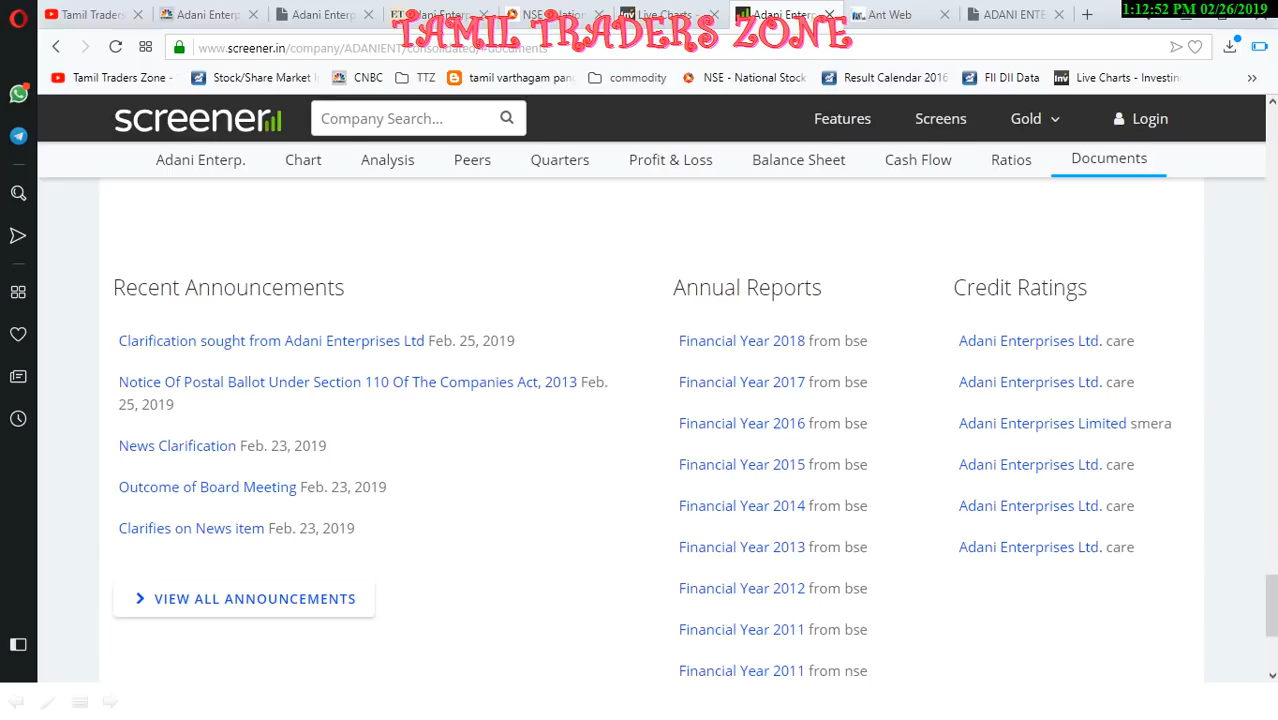 Tamil Traders
Adani Enterp
Adani Enterp
ET
NSE
Live Charts
Adani Enterp
Ant Web
ADANI ENTE
1:12:52 PM 02/26/2019
TAMIL TRADERS ZONE
www.screener.in/company/ADANIENT/consolidated/#documents
Tamil Traders Zone -
Stock/Share Market I
CNBC
TTZ
tamil varthagam pan
commodity
NSE - National Stock
Result Calendar 2016
FII DII Data
Live Charts - Investin
screener
Company Search...
Features
Screens
Gold
Login
Adani Enterp.
Chart
Analysis
Peers
Quarters
Profit & Loss
Balance Sheet
Cash Flow
Ratios
Documents
Recent Announcements
Clarification sought from Adani Enterprises Ltd Feb. 25, 2019
Notice Of Postal Ballot Under Section 110 Of The Companies Act, 2013 Feb.
25, 2019
News Clarification Feb. 23, 2019
Outcome of Board Meeting Feb. 23, 2019
Clarifies on News item Feb. 23, 2019
VIEW ALL ANNOUNCEMENTS
Annual Reports
Financial Year 2018 from bse
Financial Year 2017 from bse
Financial Year 2016 from bse
Financial Year 2015 from bse
Financial Year 2014 from bse
Financial Year 2013 from bse
Financial Year 2012 from bse
Financial Year 2011 from bse
Financial Year 2011 from nse
Credit Ratings
Adani Enterprises Ltd. care
Adani Enterprises Ltd. care
Adani Enterprises Limited smera
Adani Enterprises Ltd. care
Adani Enterprises Ltd. care
Adani Enterprises Ltd. care